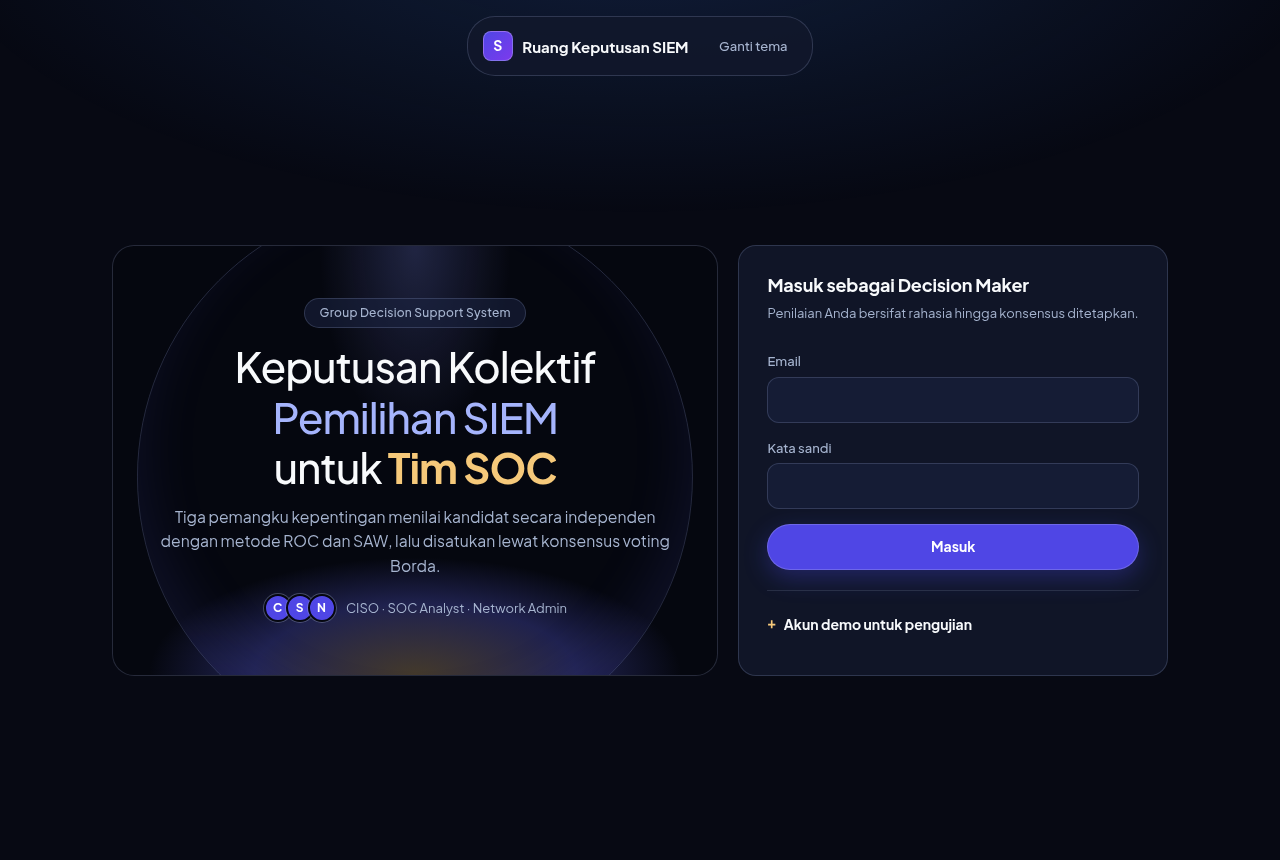 S
Ruang Keputusan SIEM
Ganti tema
Group Decision Support System
Keputusan Kolektif
Pemilihan SIEM
untuk Tim SOC
Tiga pemangku kepentingan menilai kandidat secara independen
dengan metode ROC dan SAW, lalu disatukan lewat konsensus voting
Borda.
C S N
CISO · SOC Analyst · Network Admin
Masuk sebagai Decision Maker
Penilaian Anda bersifat rahasia hingga konsensus ditetapkan.
Email
Kata sandi
Masuk
+ Akun demo untuk pengujian